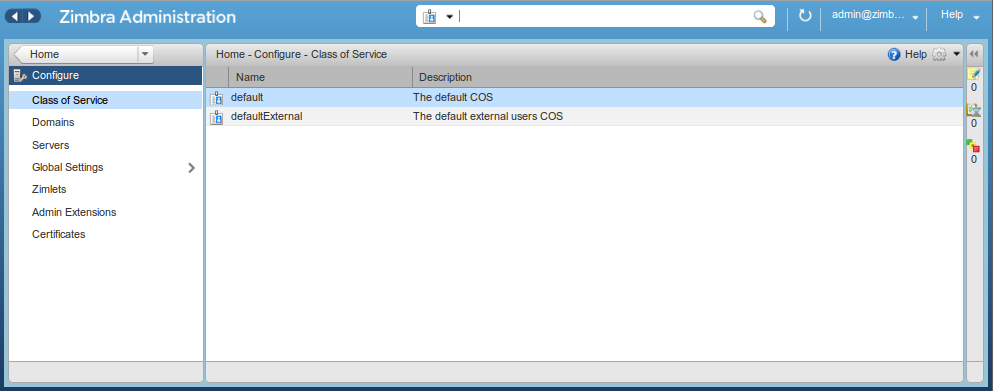 Zimbra Administration
admin@zimb...
Help
Home
Home - Configure - Class of Service
Help
Configure
Name Description
Class of Service
default The default COS
defaultExternal The default external users COS
Domains
Servers
Global Settings
Zimlets
Admin Extensions
Certificates
0
0
0